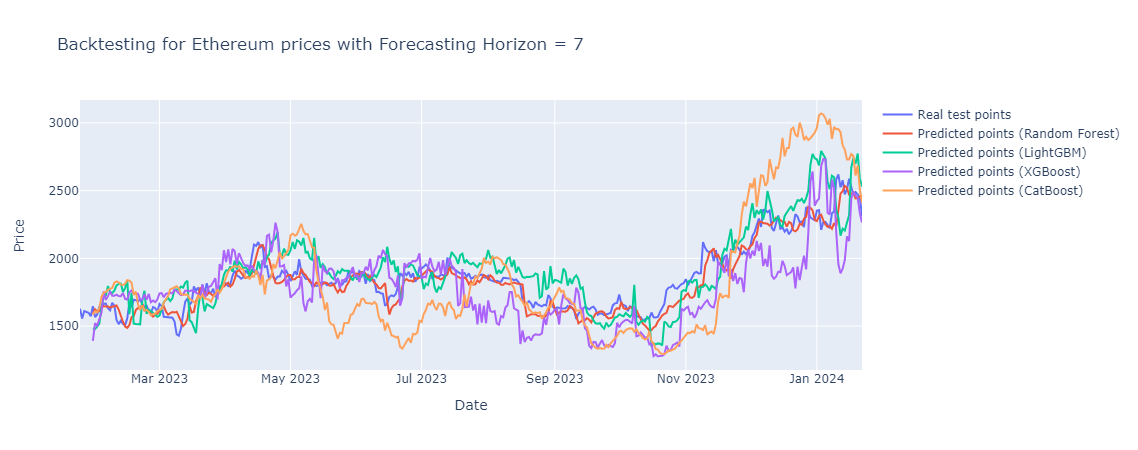 Backtesting for Ethereum prices with Forecasting Horizon = 7
Real test points
Predicted points (Random Forest)
Predicted points (LightGBM)
Predicted points (XGBoost)
Predicted points (CatBoost)
3000
2500
2000
1500
Price
Mar 2023
May 2023
Jul 2023
Sep 2023
Nov 2023
Jan 2024
Date